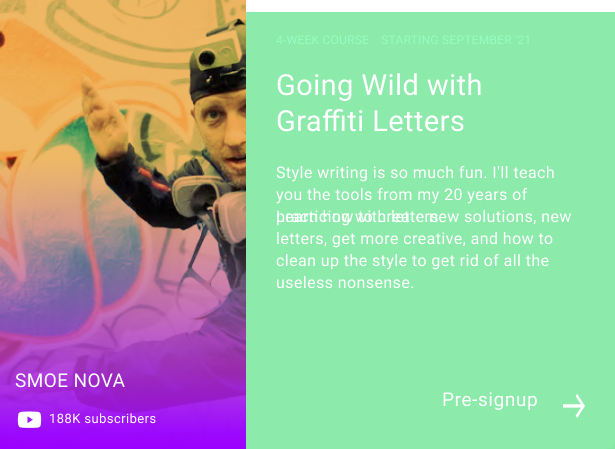 4-WEEK COURSE STARTING SEPTEMBER '21
Going Wild with
Graffiti Letters
Style writing is so much fun. I'll teach
you the tools from my 20 years of
new solutions, new
letters, get more creative, and how to
clean up the style to get rid of all the
useless nonsense.
SMOE NOVA
188K subscribers
Pre-signup